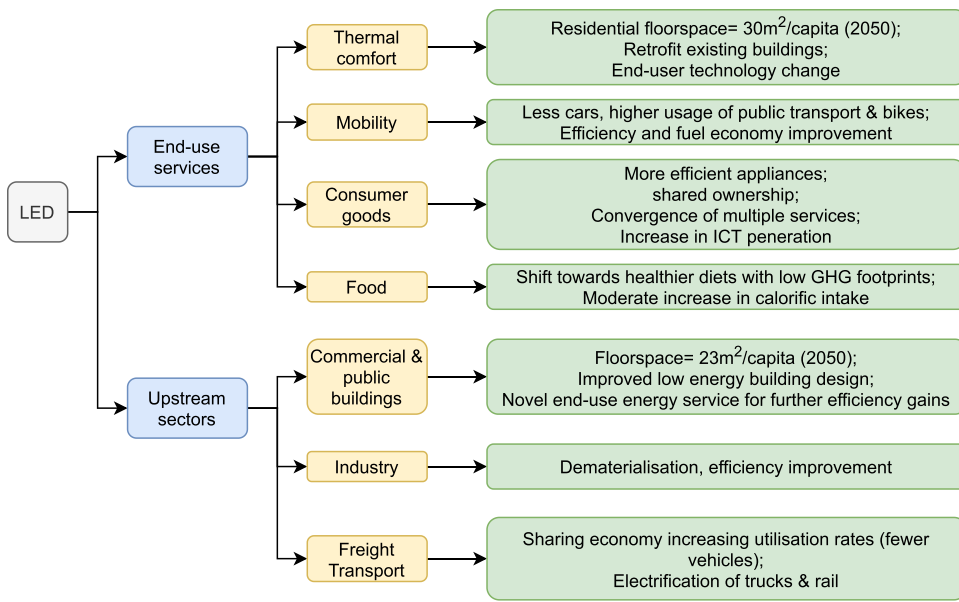 LED
End-use
services
Thermal
comfort
Residential floorspace= 30m²/capita (2050);
Retrofit existing buildings;
End-user technology change
Mobility
Less cars, higher usage of public transport & bikes;
Efficiency and fuel economy improvement
Consumer
goods
More efficient appliances;
shared ownership;
Convergence of multiple services;
Increase in ICT peneration
Food
Shift towards healthier diets with low GHG footprints;
Moderate increase in calorific intake
Upstream
sectors
Commercial &
public
buildings
Floorspace= 23m²/capita (2050);
Improved low energy building design;
Novel end-use energy service for further efficiency gains
Industry
Dematerialisation, efficiency improvement
Freight
Transport
Sharing economy increasing utilisation rates (fewer
vehicles);
Electrification of trucks & rail